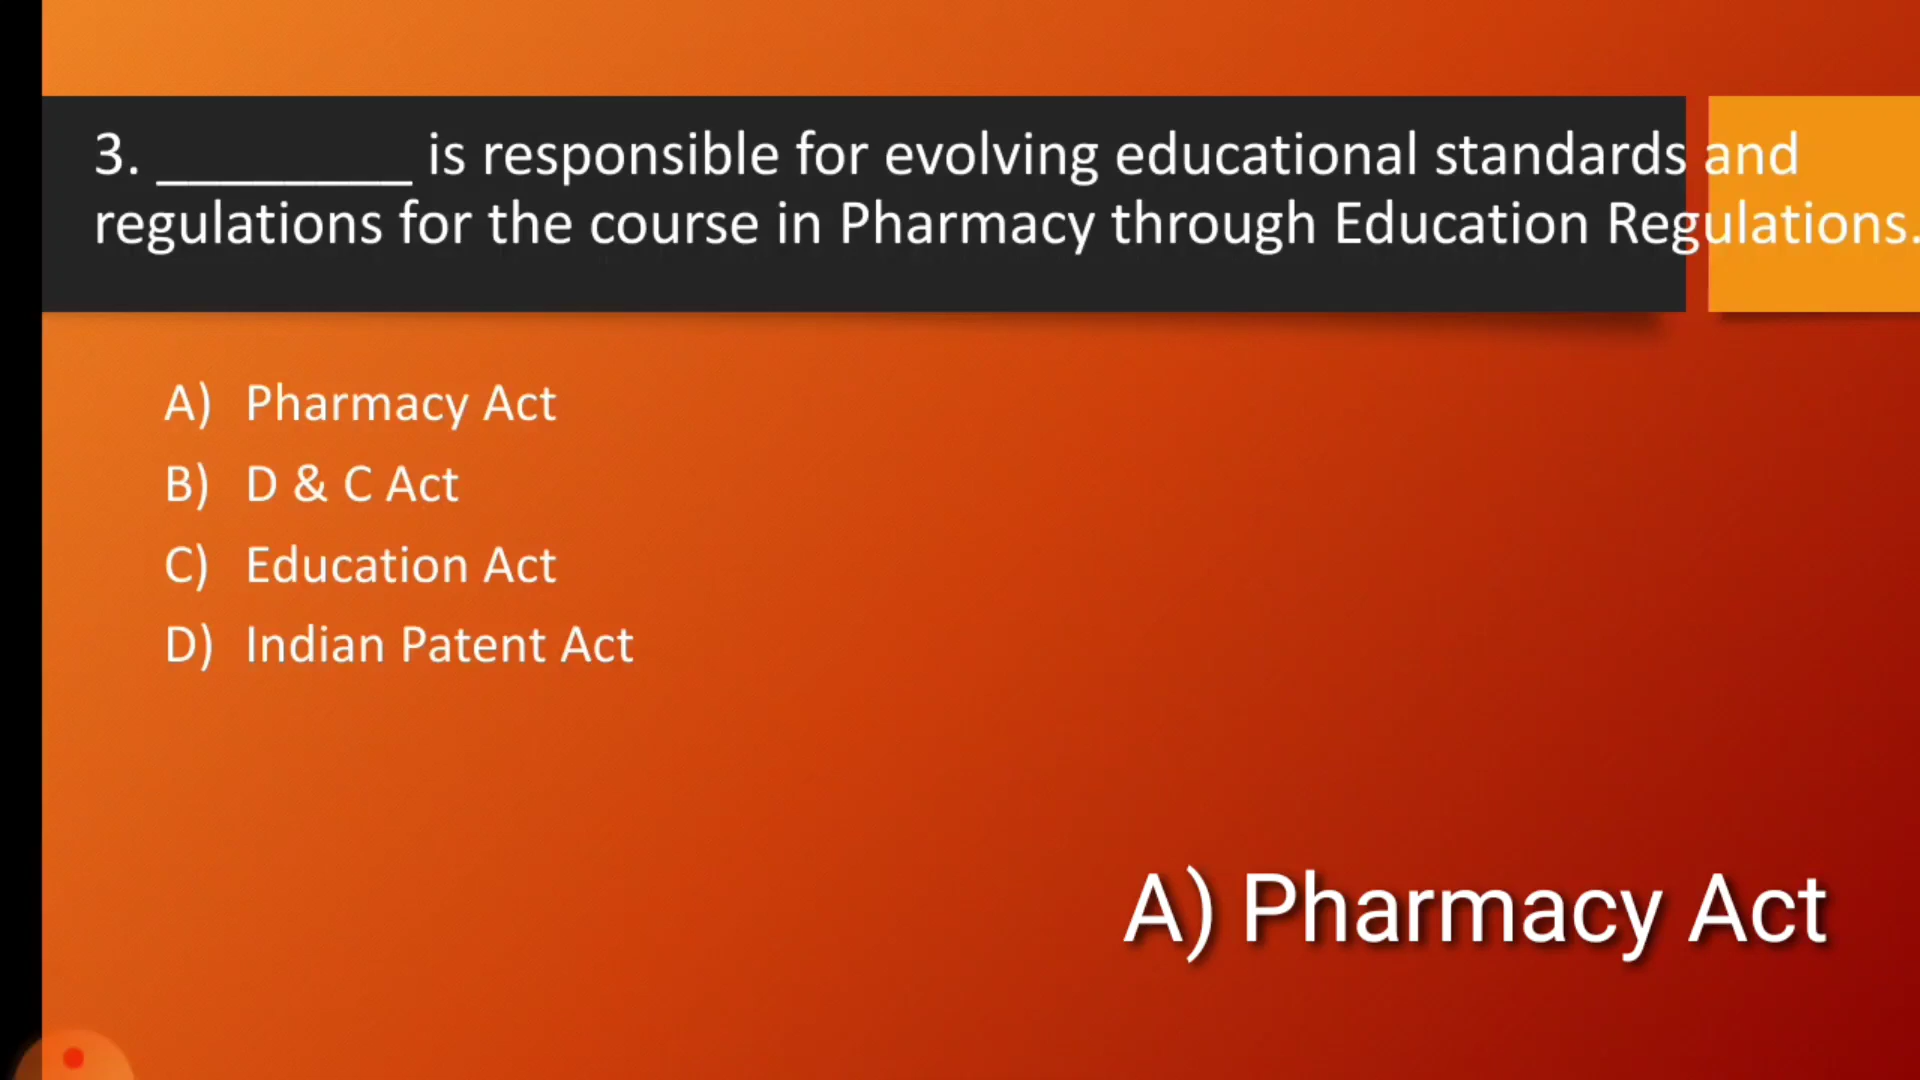 3. ________ is responsible for evolving educational standards and
regulations for the course in Pharmacy through Education Regulations.
A) Pharmacy Act
B) D & C Act
C) Education Act
D) Indian Patent Act
A) Pharmacy Act